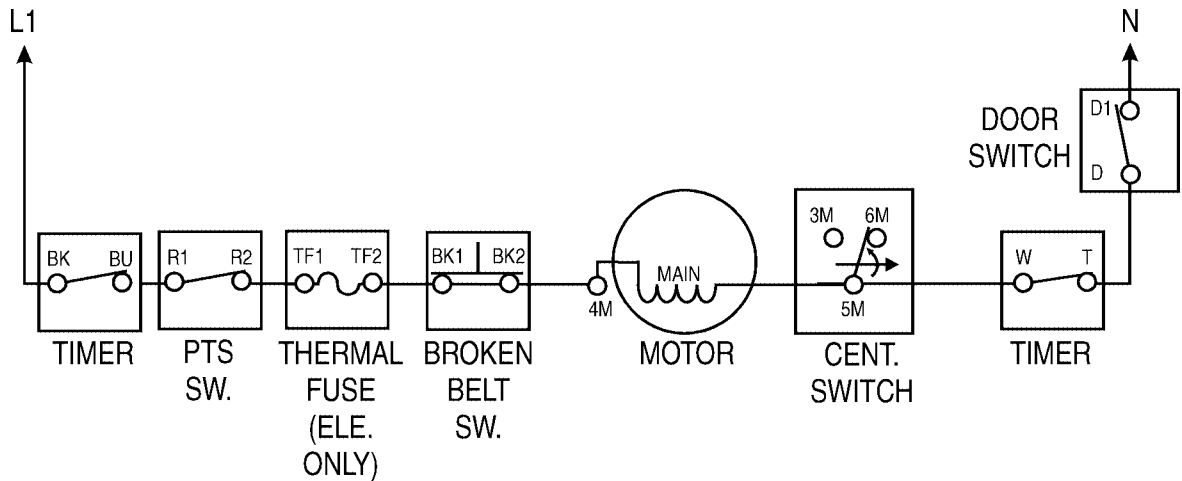 L1
N
D1
DOOR
SWITCH
D
3M 6M
BK BU
R1 R2
TF1 TF2
BK1 BK2
MAIN
W T
4M
5M
TIMER
PTS
SW.
THERMAL
FUSE
(ELE.
ONLY)
BROKEN
BELT
SW.
MOTOR
CENT.
SWITCH
TIMER